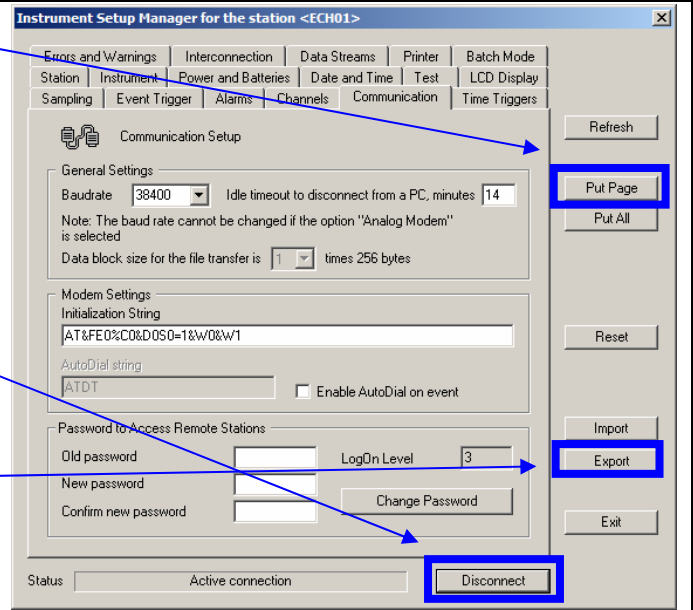 Instrument Setup Manager for the station <ECH01>
Errors and Warnings Interconnection Data Streams Printer Batch Mode
Station Instrument Power and Batteries Date and Time Test LCD Display
Sampling Event Trigger Alarms Channels Communication Time Triggers
Communication Setup
Refresh
General Settings
Baudrate 38400 Idle timeout to disconnect from a PC, minutes 14
Put Page
Note: The baud rate cannot be changed if the option "Analog Modem"
is selected
Put All
Data block size for the file transfer is 1 times 256 bytes
Modem Settings
Initialization String
AT&FE0%C0&D0S0=1&W0&W1
Reset
AutoDial string
ATDT
Enable AutoDial on event
Password to Access Remote Stations
Import
Old password LogOn Level 3
Export
New password
Change Password
Confirm new password
Exit
Status Active connection Disconnect